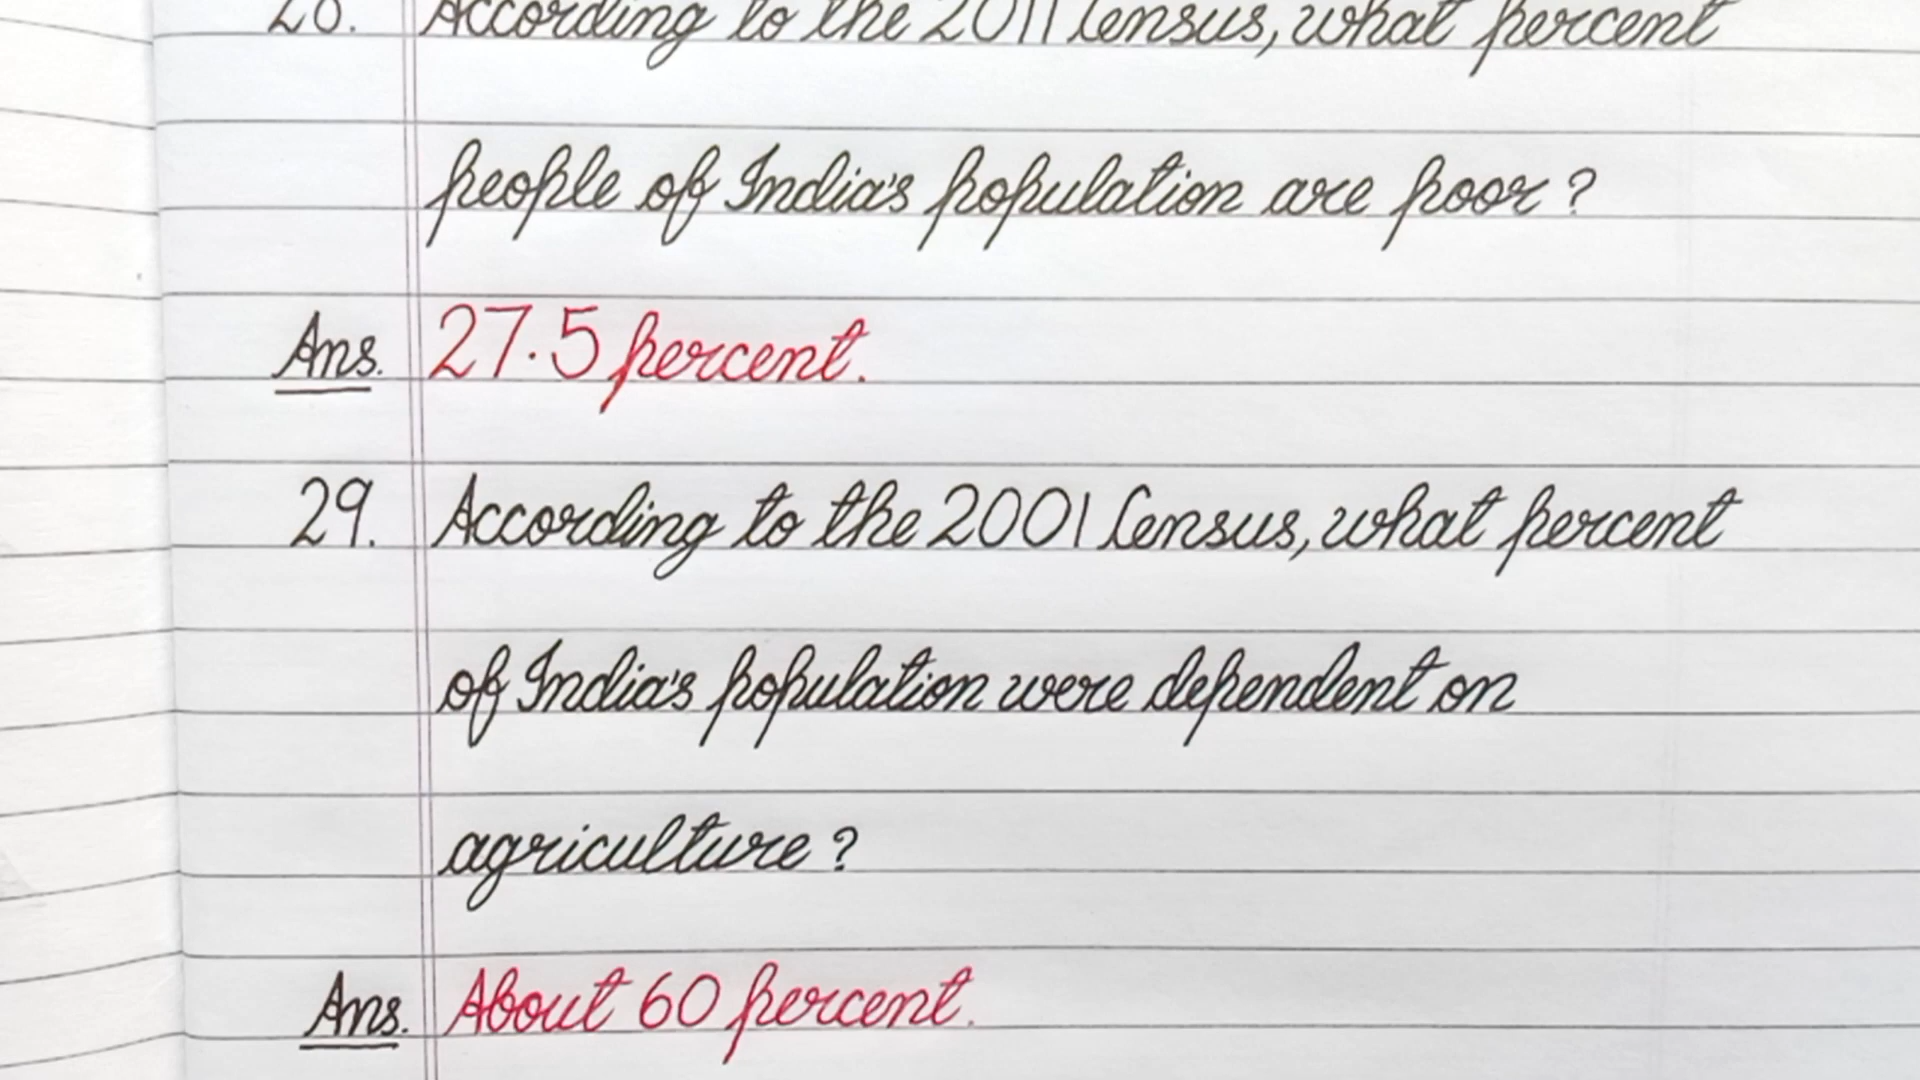 28. According to the 2011 Census, what percent
people of India's population are poor?
Ans. 27.5 percent.
29. According to the 2001 Census, what percent
of India's population were dependent on
agriculture?
Ans. About 60 percent.